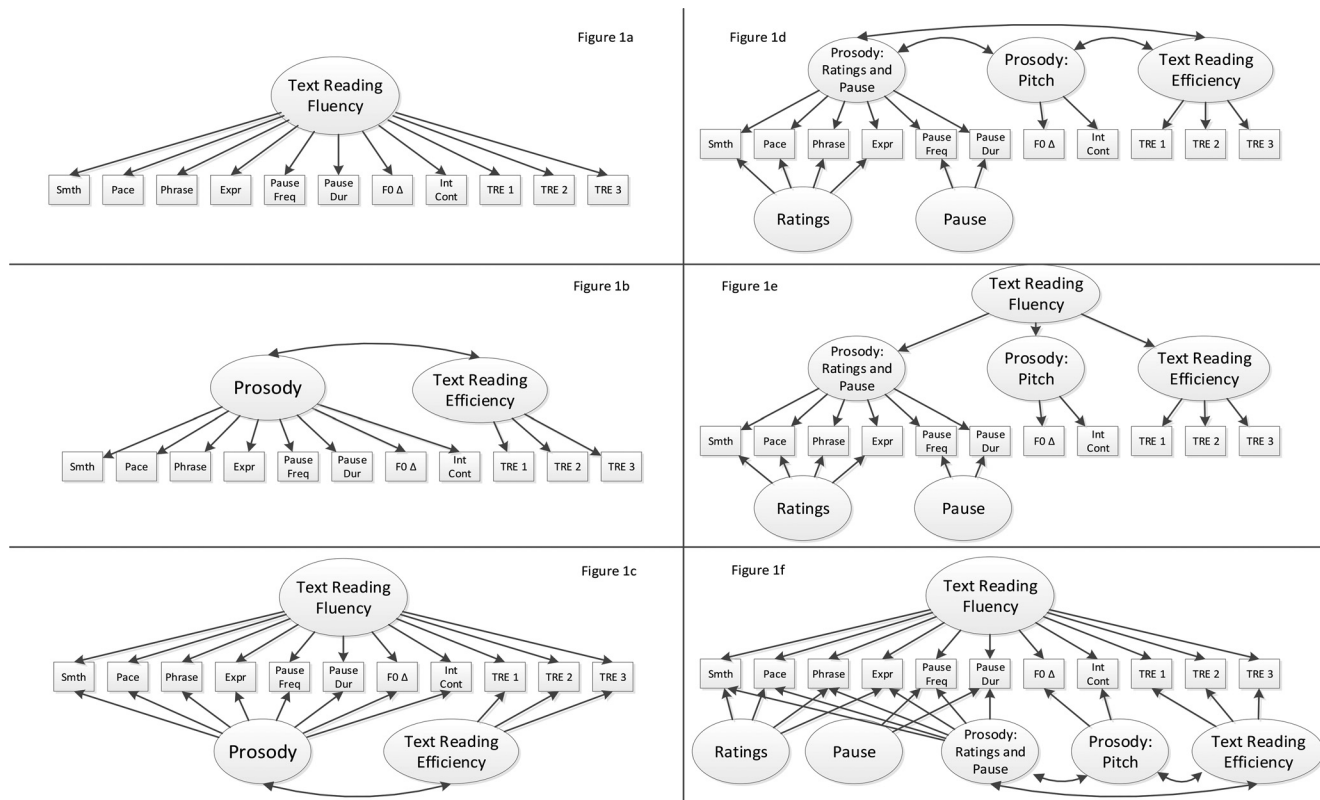 Figure 1a
Text Reading
Fluency
Smth
Pace
Phrase
Expr
Pause
Freq
Pause
Dur
F0 Δ
Int
Cont
TRE 1
TRE 2
TRE 3
Figure 1b
Prosody
Text Reading
Efficiency
Smth
Pace
Phrase
Expr
Pause
Freq
Pause
Dur
F0 Δ
Int
Cont
TRE 1
TRE 2
TRE 3
Figure 1c
Text Reading
Fluency
Smth
Pace
Phrase
Expr
Pause
Freq
Pause
Dur
F0 Δ
Int
Cont
TRE 1
TRE 2
TRE 3
Prosody
Text Reading
Efficiency
Figure 1d
Prosody:
Ratings and
Pause
Prosody:
Pitch
Text Reading
Efficiency
Smth
Pace
Phrase
Expr
Pause
Freq
Pause
Dur
F0 Δ
Int
Cont
TRE 1
TRE 2
TRE 3
Ratings
Pause
Figure 1e
Text Reading
Fluency
Prosody:
Ratings and
Pause
Prosody:
Pitch
Text Reading
Efficiency
Smth
Pace
Phrase
Expr
Pause
Freq
Pause
Dur
F0 Δ
Int
Cont
TRE 1
TRE 2
TRE 3
Ratings
Pause
Figure 1f
Text Reading
Fluency
Smth
Pace
Phrase
Expr
Pause
Freq
Pause
Dur
F0 Δ
Int
Cont
TRE 1
TRE 2
TRE 3
Ratings
Pause
Prosody:
Ratings and
Pause
Prosody:
Pitch
Text Reading
Efficiency